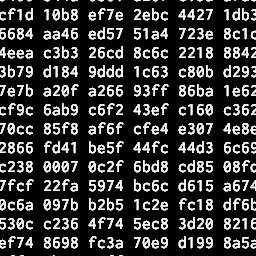 cf1d 10b8 ef7e 2ebc 4427 1db3
6684 aa46 ed57 51a4 723e 8c1c
4eea c3b3 26cd 8c6c 2218 8842
3b79 d184 9ddd 1c63 c80b d293
7e7b a20f a266 93ff 86ba 1e62
cf9c 6ab9 c6f2 43ef c160 c362
70cc 85f8 af6f cfe4 e307 4e8e
2866 fd41 be5f 44fc 44d3 6c69
c238 0007 0c2f 6bd8 cd85 08fd
7fcf 22fa 5974 bc6c d615 a674
0c6a 097b b2b5 1c2e fc18 df6b
530c c236 4f74 5ec8 3d20 8216
ef74 8698 fc3a 70e9 d199 8a5a